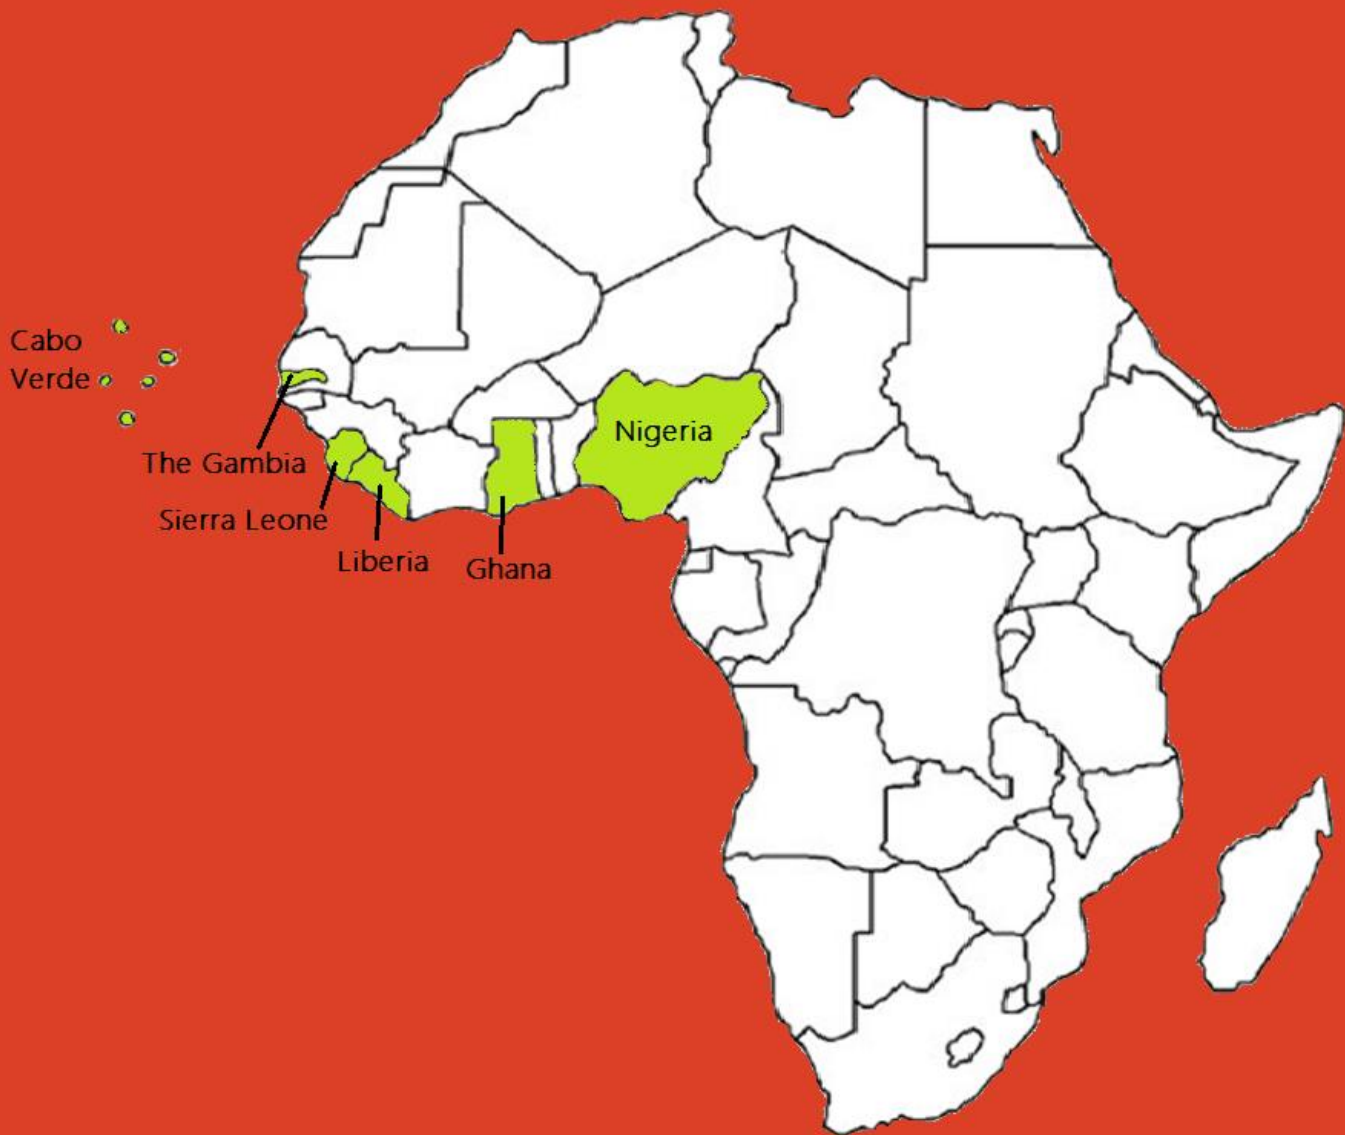 Cabo
Verde
Nigeria
The Gambia
Sierra Leone
Liberia
Ghana